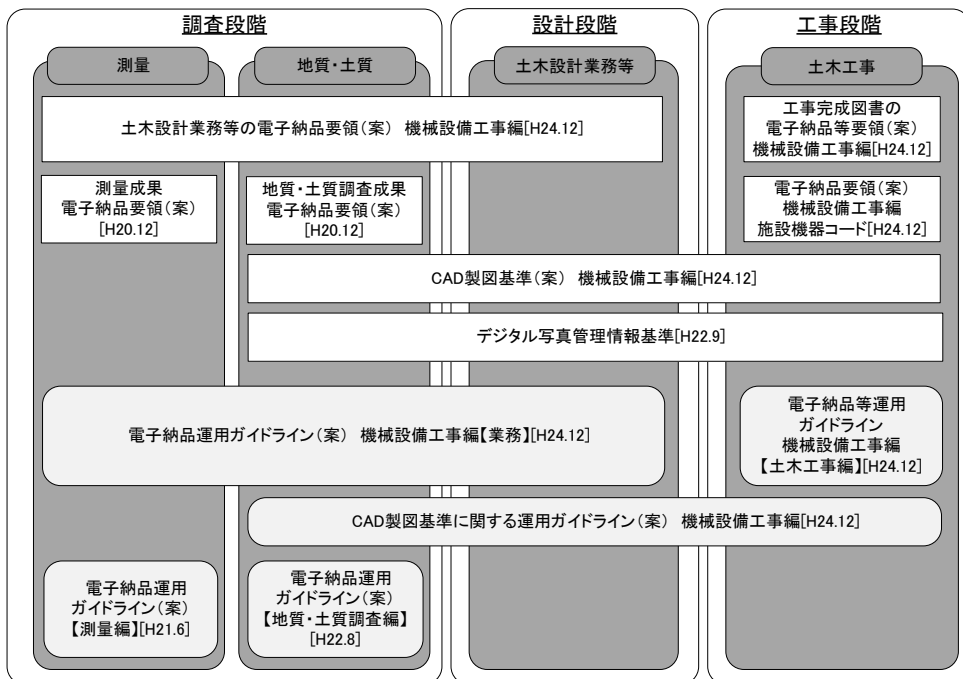 調査段階
設計段階
工事段階
測量
地質・土質
土木設計業務等
土木工事
土木設計業務等の電子納品要領(案) 機械設備工事編[H24.12]
工事完成図書の
電子納品等要領(案)
機械設備工事編[H24.12]
測量成果
電子納品要領(案)
[H20.12]
地質・土質調査成果
電子納品要領(案)
[H20.12]
電子納品要領(案)
機械設備工事編
施設機器コード[H24.12]
CAD製図基準(案) 機械設備工事編[H24.12]
デジタル写真管理情報基準[H22.9]
電子納品運用ガイドライン(案) 機械設備工事編【業務】[H24.12]
電子納品等運用
ガイドライン
機械設備工事編
【土木工事編】[H24.12]
CAD製図基準に関する運用ガイドライン(案) 機械設備工事編[H24.12]
電子納品運用
ガイドライン(案)
【測量編】[H21.6]
電子納品運用
ガイドライン(案)
【地質・土質調査編】
[H22.8]